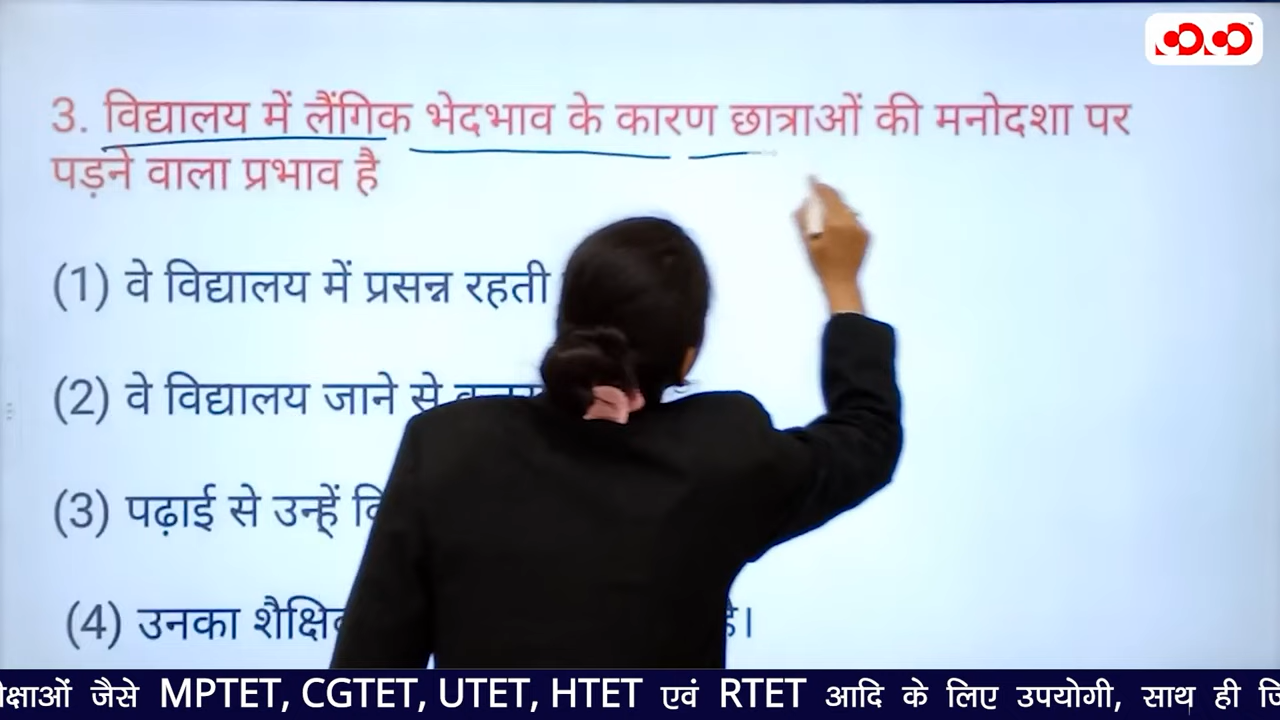 3. विद्यालय में लैंगिक भेदभाव के कारण छात्राओं की मनोदशा पर
पड़ने वाला प्रभाव है
(1) वे विद्यालय में प्रसन्न रहती
(2) वे विद्यालय जाने से
(3) पढ़ाई से उन्हें
(4) उनका है।
जैसे MPTET, CGTET, UTET, HTET एवं RTET आदि के लिए उपयोगी, साथ ही